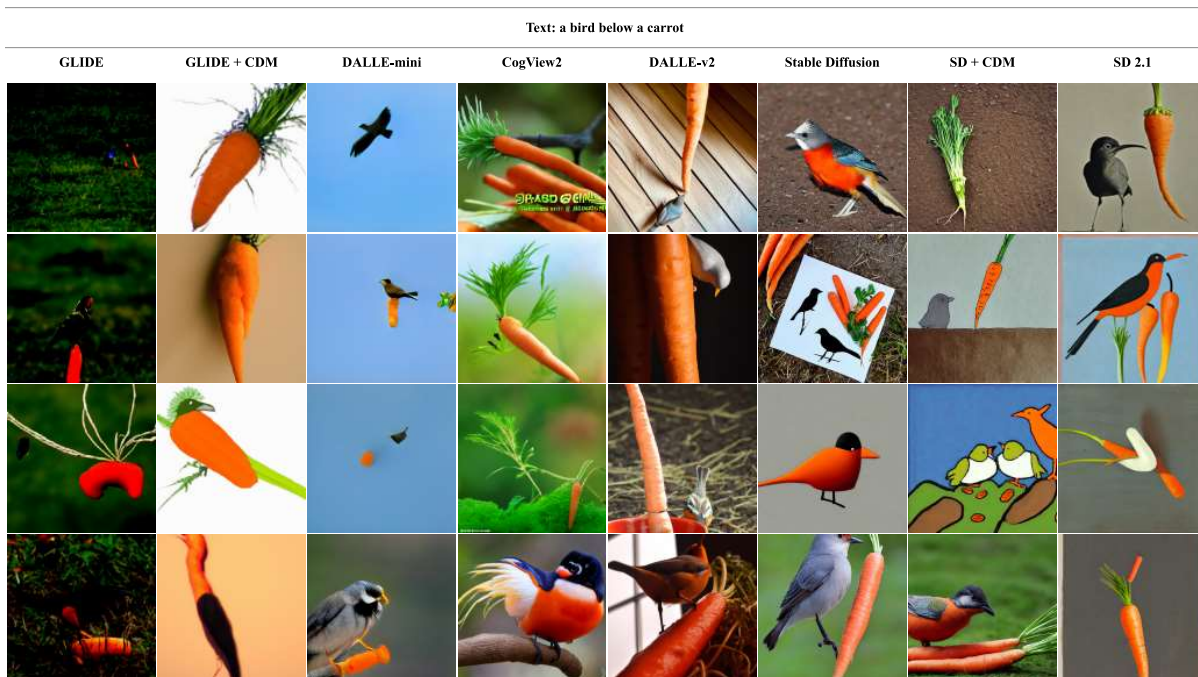 Text: a bird below a carrot
GLIDE GLIDE + CDM DALLE-mini CogView2 DALLE-v2 Stable Diffusion SD + CDM SD 2.1